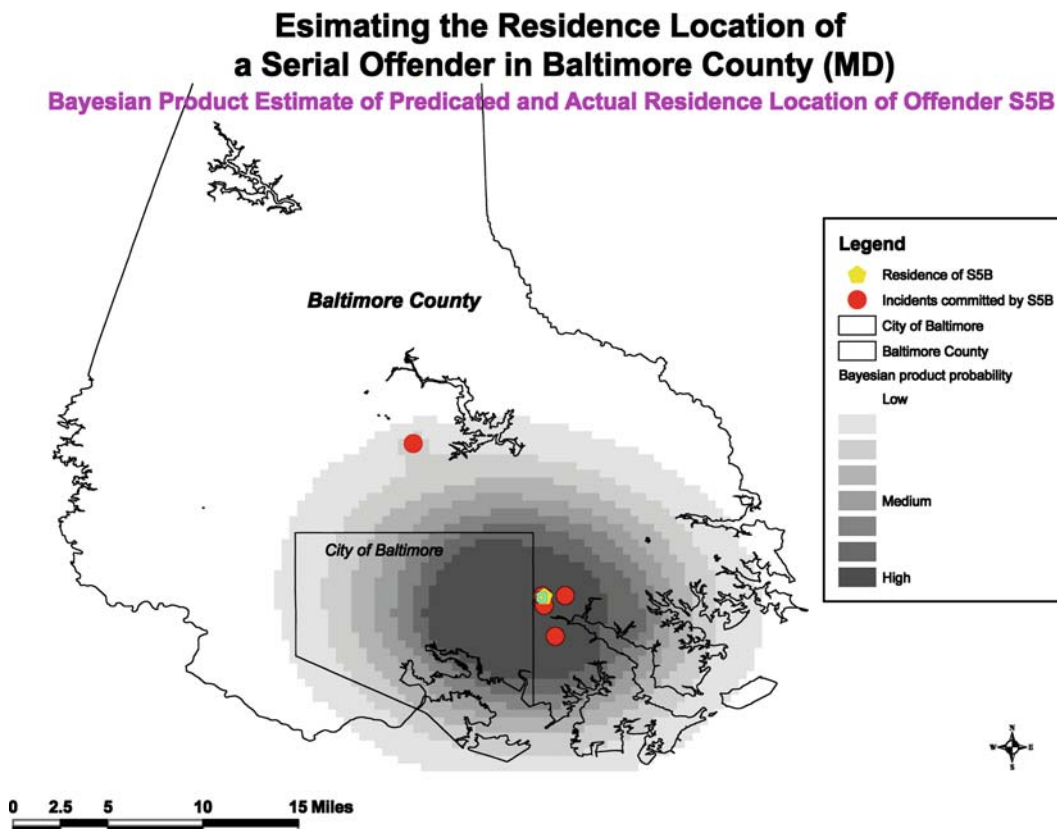 Esimating the Residence Location of
a Serial Offender in Baltimore County (MD)
Bayesian Product Estimate of Predicated and Actual Residence Location of Offender S5B
Baltimore County
City of Baltimore
Legend
Residence of S5B
Incidents committed by S5B
City of Baltimore
Baltimore County
Bayesian product probability
Low
Medium
High
N
W E
S
0 2.5 5 10 15 Miles